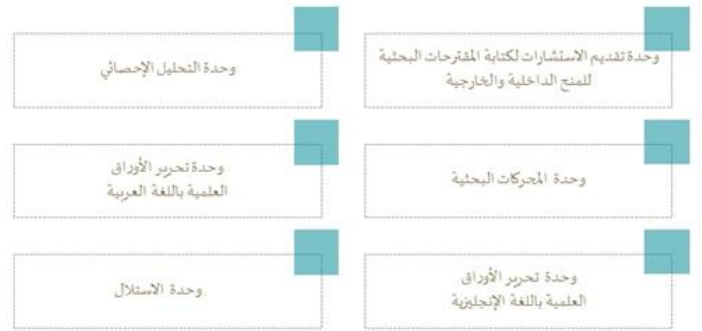 وحدة تقديم الاستشارات لكتابة المقترحات البحثية
للمنح الداخلية والخارجية
وحدة التحليل الإحصائي
وحدة المحركات البحثية
وحدة تحرير الأوراق
العلمية باللغة العربية
وحدة تحرير الأوراق
العلمية باللغة الإنجليزية
وحدة الاستلال